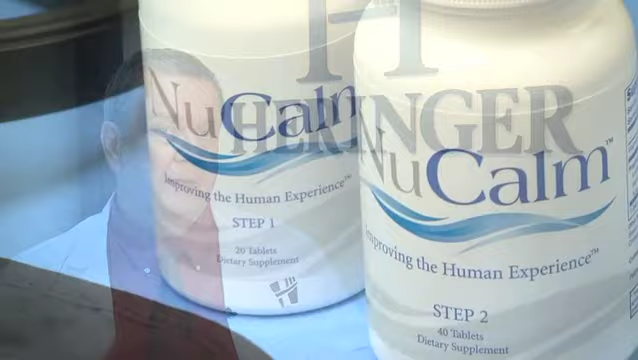 H
HERINGER
NuCalm
Improving the Human Experience™
STEP 1
20 Tablets
Dietary Supplement
NuCalm™
Improving the Human Experience™
STEP 2
40 Tablets
Dietary Supplement